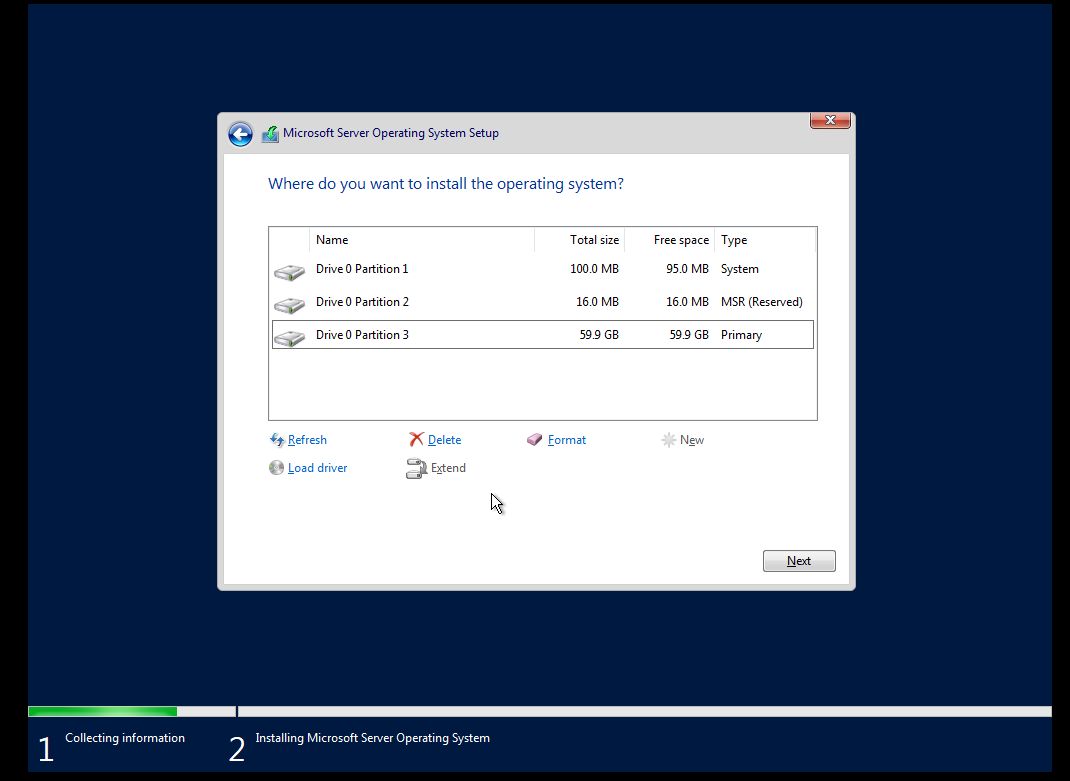 Microsoft Server Operating System Setup
Where do you want to install the operating system?
Name Total size Free space Type
Drive 0 Partition 1 100.0 MB 95.0 MB System
Drive 0 Partition 2 16.0 MB 16.0 MB MSR (Reserved)
Drive 0 Partition 3 59.9 GB 59.9 GB Primary
Refresh Delete Format New
Load driver Extend
Next
1 Collecting information 2 Installing Microsoft Server Operating System